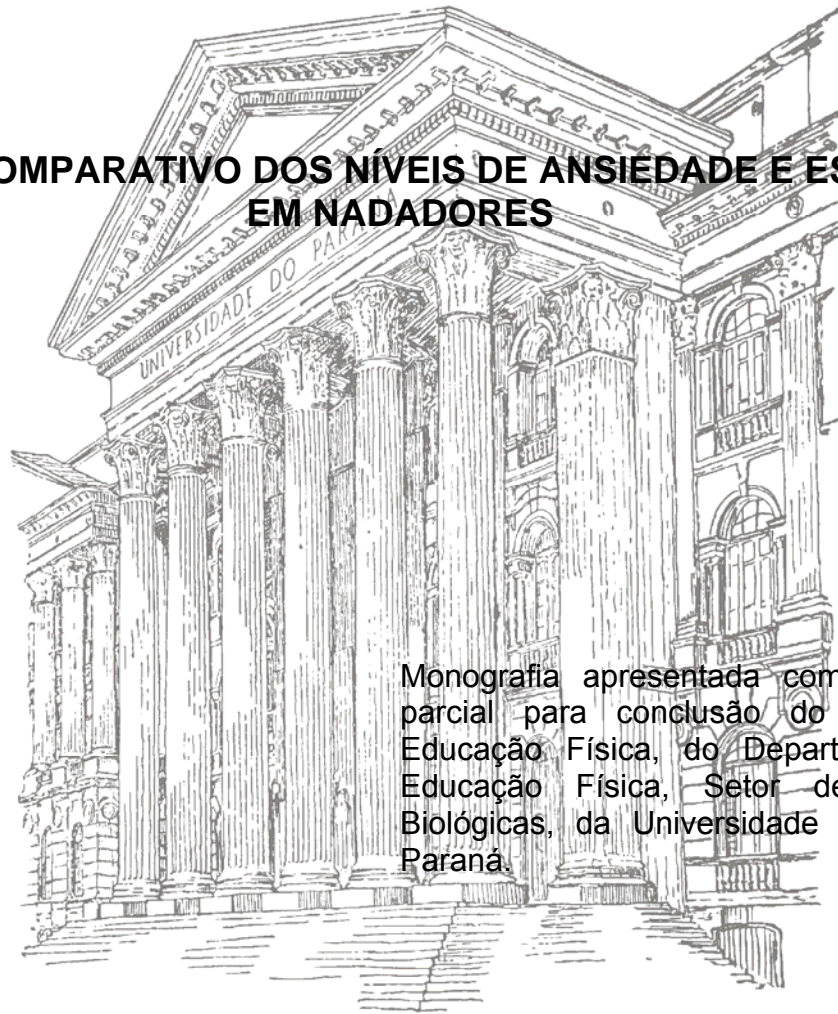 OMPARATIVO DOS NÍVEIS DE ANSIEDADE E ES
EM NADADORES
UNIVERSIDADE DO PARANÁ
Monografia apresentada com
parcial para conclusão do
Educação Física, do Depart
Educação Física, Setor de
Biológicas, da Universidade
Paraná.